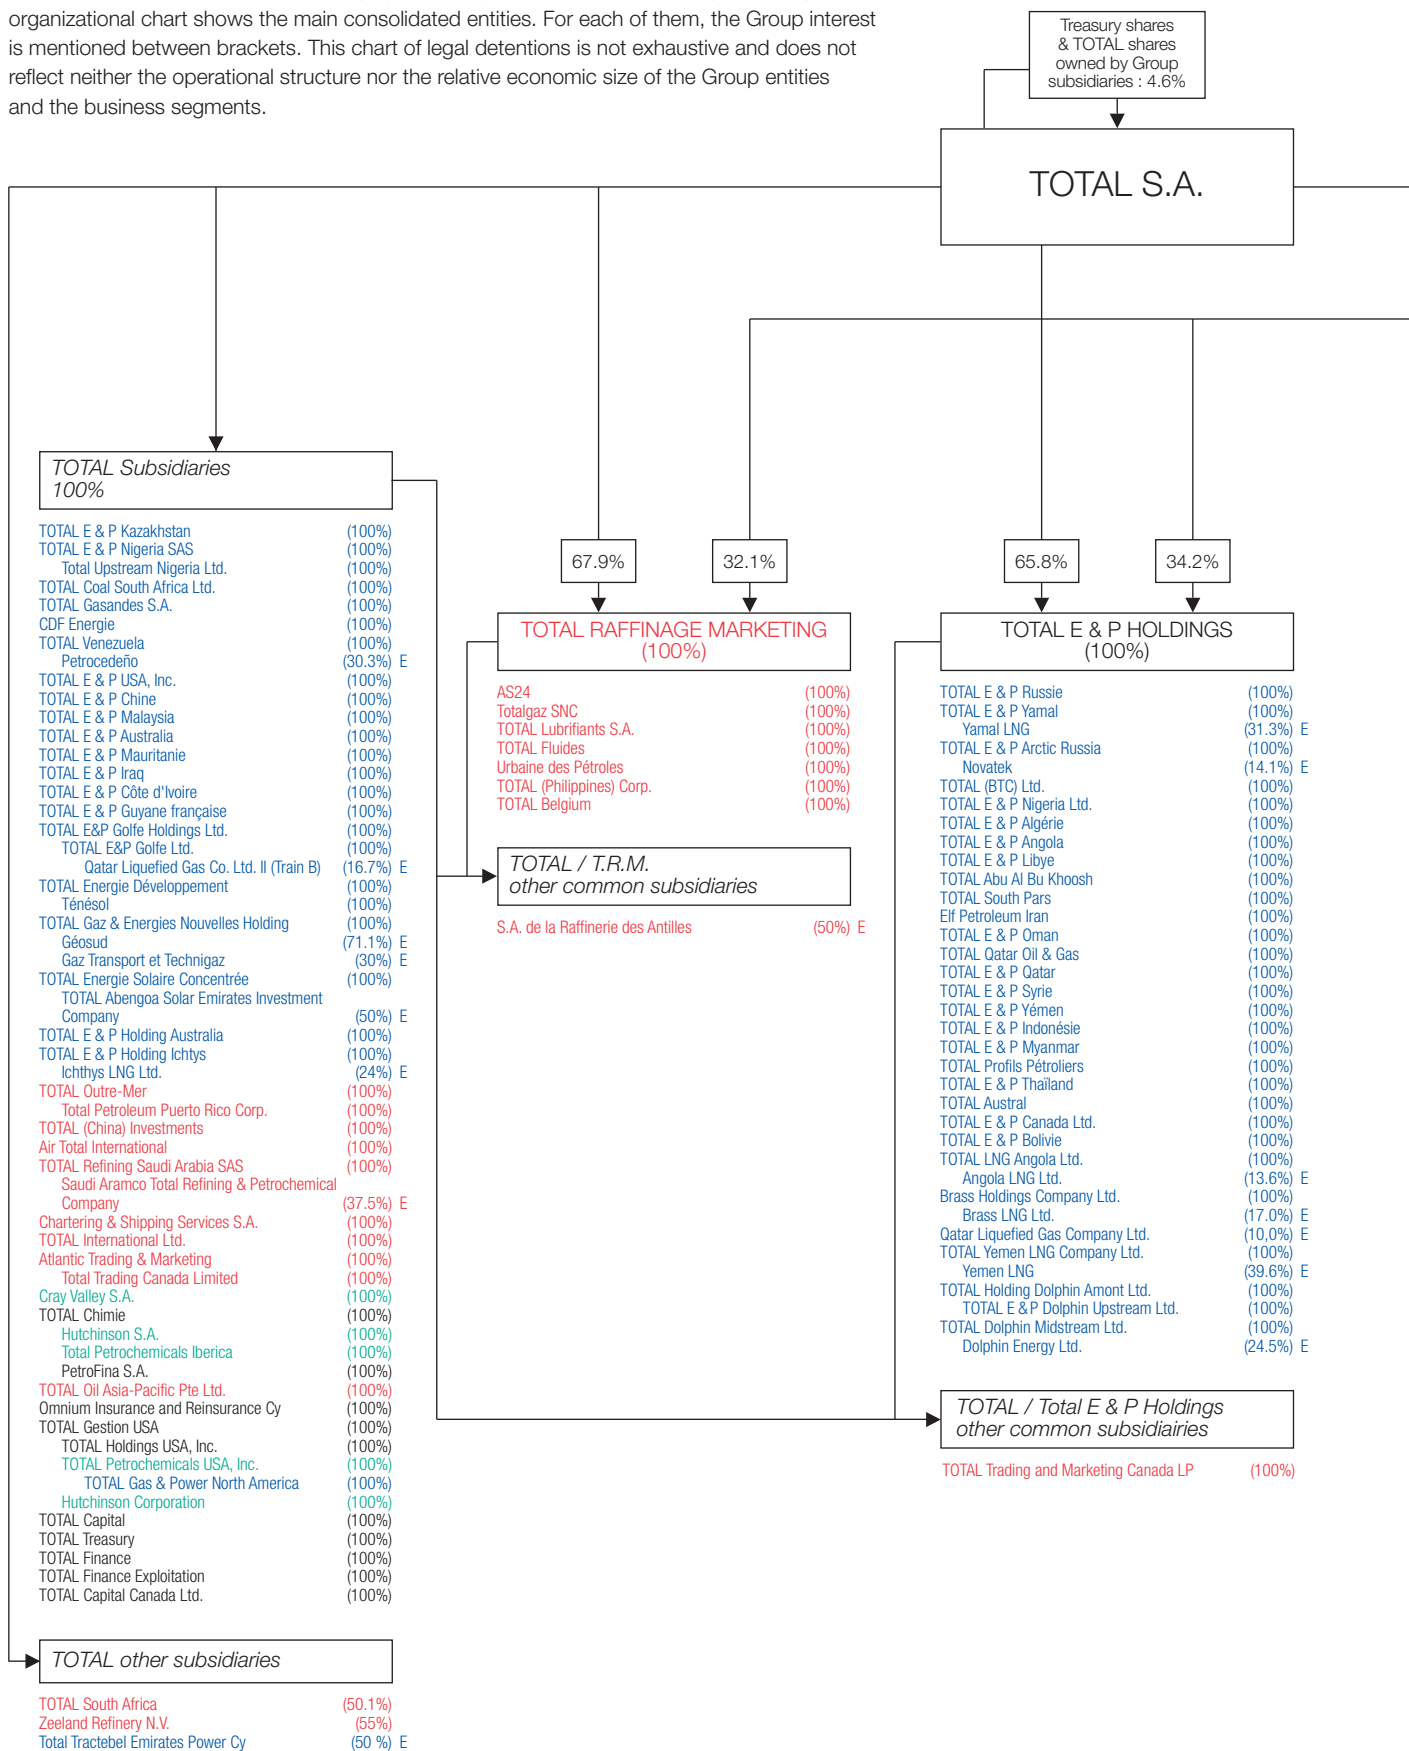 organizational chart shows the main consolidated entities. For each of them, the Group interest
is mentioned between brackets. This chart of legal detentions is not exhaustive and does not
reflect neither the operational structure nor the relative economic size of the Group entities
and the business segments.
Treasury shares
& TOTAL shares
owned by Group
subsidiaries : 4.6%
TOTAL S.A.
TOTAL Subsidiaries
100%
TOTAL E & P Kazakhstan (100%)
TOTAL E & P Nigeria SAS (100%)
Total Upstream Nigeria Ltd. (100%)
TOTAL Coal South Africa Ltd. (100%)
TOTAL Gasandes S.A. (100%)
CDF Energie (100%)
TOTAL Venezuela (100%)
Petrocedeño (30.3%) E
TOTAL E & P USA, Inc. (100%)
TOTAL E & P Chine (100%)
TOTAL E & P Malaysia (100%)
TOTAL E & P Australia (100%)
TOTAL E & P Mauritanie (100%)
TOTAL E & P Iraq (100%)
TOTAL E & P Côte d'Ivoire (100%)
TOTAL E & P Guyane française (100%)
TOTAL E&P Golfe Holdings Ltd. (100%)
TOTAL E&P Golfe Ltd. (100%)
Qatar Liquefied Gas Co. Ltd. II (Train B) (16.7%) E
TOTAL Energie Développement (100%)
Ténésol (100%)
TOTAL Gaz & Energies Nouvelles Holding (100%)
Géosud (71.1%) E
Gaz Transport et Technigaz (30%) E
TOTAL Energie Solaire Concentrée (100%)
TOTAL Abengoa Solar Emirates Investment
Company (50%) E
TOTAL E & P Holding Australia (100%)
TOTAL E & P Holding Ichtys (100%)
Ichthys LNG Ltd. (24%) E
TOTAL Outre-Mer (100%)
Total Petroleum Puerto Rico Corp. (100%)
TOTAL (China) Investments (100%)
Air Total International (100%)
TOTAL Refining Saudi Arabia SAS (100%)
Saudi Aramco Total Refining & Petrochemical
Company (37.5%) E
Chartering & Shipping Services S.A. (100%)
TOTAL International Ltd. (100%)
Atlantic Trading & Marketing (100%)
Total Trading Canada Limited (100%)
Cray Valley S.A. (100%)
TOTAL Chimie (100%)
Hutchinson S.A. (100%)
Total Petrochemicals Iberica (100%)
PetroFina S.A. (100%)
TOTAL Oil Asia-Pacific Pte Ltd. (100%)
Omnium Insurance and Reinsurance Cy (100%)
TOTAL Gestion USA (100%)
TOTAL Holdings USA, Inc. (100%)
TOTAL Petrochemicals USA, Inc. (100%)
TOTAL Gas & Power North America (100%)
Hutchinson Corporation (100%)
TOTAL Capital (100%)
TOTAL Treasury (100%)
TOTAL Finance (100%)
TOTAL Finance Exploitation (100%)
TOTAL Capital Canada Ltd. (100%)
TOTAL other subsidiaries
TOTAL South Africa (50.1%)
Zeeland Refinery N.V. (55%)
Total Tractebel Emirates Power Cy (50 %) E
67.9%
32.1%
TOTAL RAFFINAGE MARKETING
(100%)
AS24 (100%)
Totalgaz SNC (100%)
TOTAL Lubrifiants S.A. (100%)
TOTAL Fluides (100%)
Urbaine des Pétroles (100%)
TOTAL (Philippines) Corp. (100%)
TOTAL Belgium (100%)
TOTAL / T.R.M.
other common subsidiaries
S.A. de la Raffinerie des Antilles (50%) E
65.8%
34.2%
TOTAL E & P HOLDINGS
(100%)
TOTAL E & P Russie (100%)
TOTAL E & P Yamal (100%)
Yamal LNG (31.3%) E
TOTAL E & P Arctic Russia (100%)
Novatek (14.1%) E
TOTAL (BTC) Ltd. (100%)
TOTAL E & P Nigeria Ltd. (100%)
TOTAL E & P Algérie (100%)
TOTAL E & P Angola (100%)
TOTAL E & P Libye (100%)
TOTAL Abu Al Bu Khoosh (100%)
TOTAL South Pars (100%)
Elf Petroleum Iran (100%)
TOTAL E & P Oman (100%)
TOTAL Qatar Oil & Gas (100%)
TOTAL E & P Qatar (100%)
TOTAL E & P Syrie (100%)
TOTAL E & P Yémen (100%)
TOTAL E & P Indonésie (100%)
TOTAL E & P Myanmar (100%)
TOTAL Profils Pétroliers (100%)
TOTAL E & P Thaïland (100%)
TOTAL Austral (100%)
TOTAL E & P Canada Ltd. (100%)
TOTAL E & P Bolivie (100%)
TOTAL LNG Angola Ltd. (100%)
Angola LNG Ltd. (13.6%) E
Brass Holdings Company Ltd. (100%)
Brass LNG Ltd. (17.0%) E
Qatar Liquefied Gas Company Ltd. (10,0%) E
TOTAL Yemen LNG Company Ltd. (100%)
Yemen LNG (39.6%) E
TOTAL Holding Dolphin Amont Ltd. (100%)
TOTAL E & P Dolphin Upstream Ltd. (100%)
TOTAL Dolphin Midstream Ltd. (100%)
Dolphin Energy Ltd. (24.5%) E
TOTAL / Total E & P Holdings
other common subsidiairies
TOTAL Trading and Marketing Canada LP (100%)